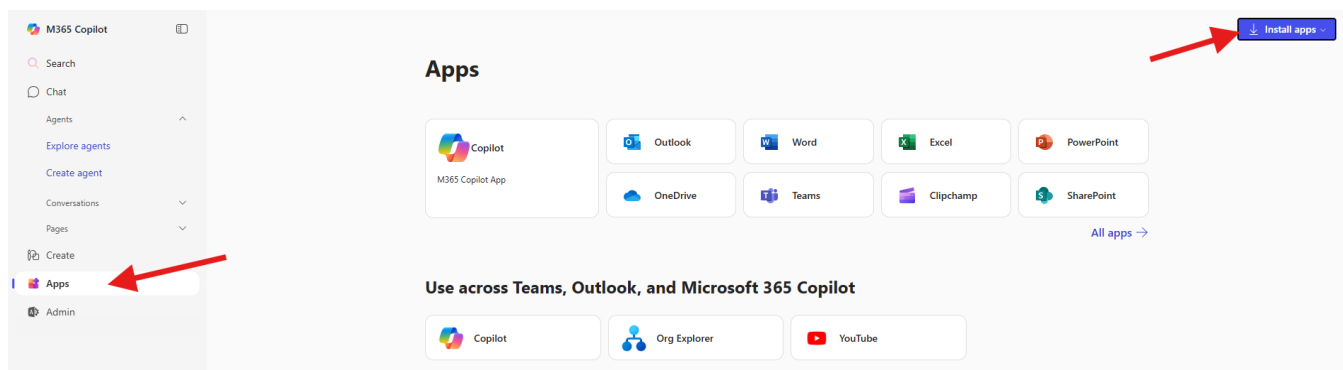 M365 Copilot
Search
Chat
Agents
Explore agents
Create agent
Conversations
Pages
Create
Apps
Admin
Install apps
Apps
Copilot
M365 Copilot App
Outlook
Word
Excel
PowerPoint
OneDrive
Teams
Clipchamp
SharePoint
All apps →
Use across Teams, Outlook, and Microsoft 365 Copilot
Copilot
Org Explorer
YouTube